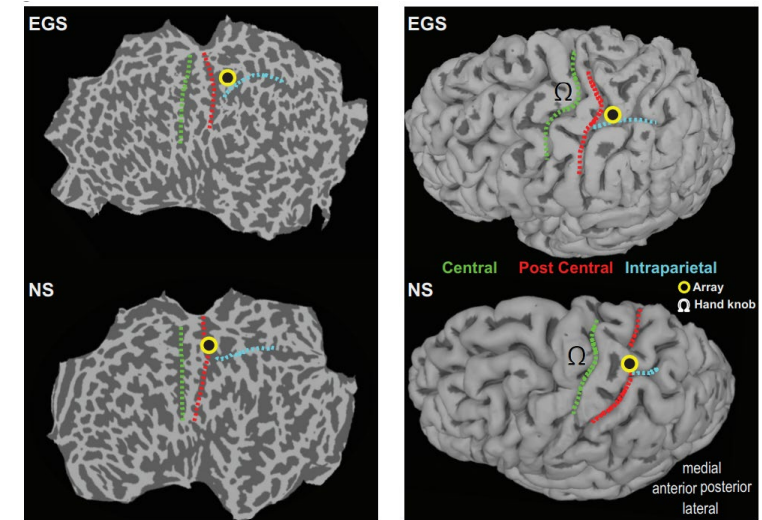 EGS
EGS
Central Post Central Intraparietal
Array
Ω Hand knob
NS
NS
Ω
Ω
medial
anterior posterior
lateral